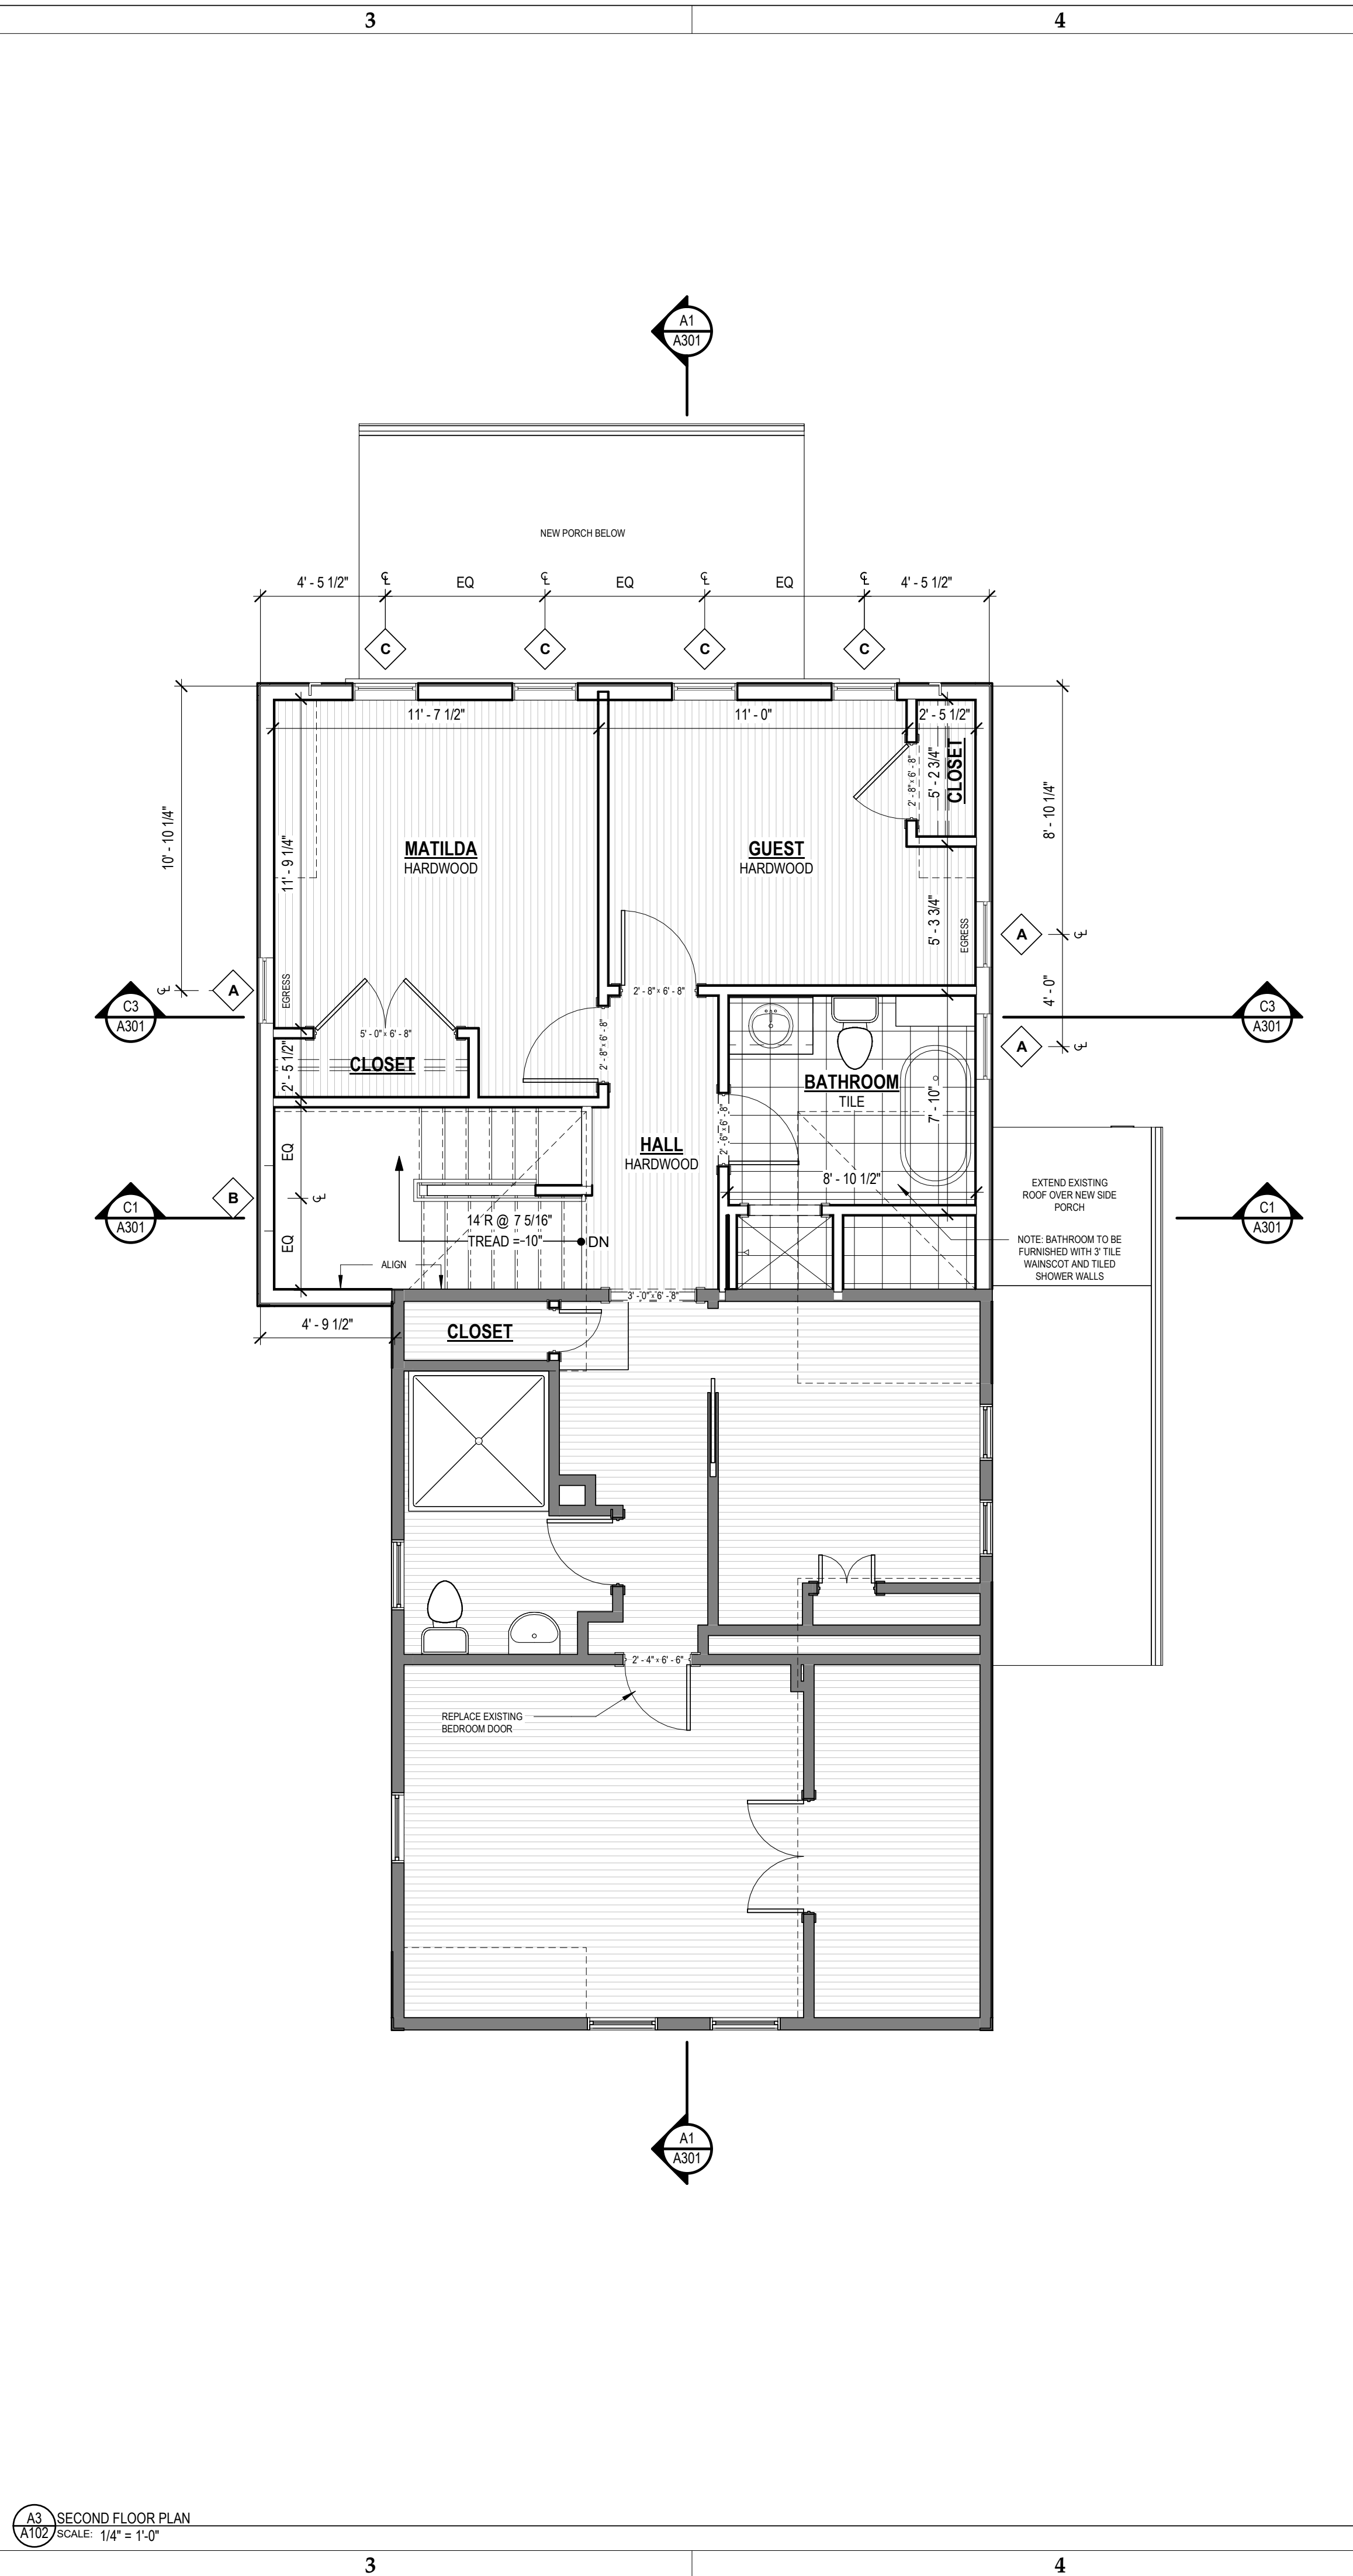 3 4
A1
A301
NEW PORCH BELOW
4' - 5 1/2" ℄ EQ ℄ EQ ℄ EQ ℄ 4' - 5 1/2"
C C C C
11' - 7 1/2" 11' - 0" 2' - 5 1/2"
10' - 10 1/4"
11' - 9 1/4"
2' - 8" x 6' - 8"
5' - 2 3/4"
CLOSET
8' - 10 1/4"
MATILDA
HARDWOOD
GUEST
HARDWOOD
5' - 3 3/4"
EGRESS
A ℄
4' - 0"
EGRESS
℄ A
2' - 8" x 6' - 8"
C3
A301
C3
A301
5' - 0" x 6' - 8"
2' - 8" x 6' - 8"
A ℄
2' - 5 1/2"
CLOSET
BATHROOM
TILE
7' - 10"
2' - 6" x 6' - 8"
HALL
HARDWOOD
EQ
8' - 10 1/2"
EXTEND EXISTING
ROOF OVER NEW SIDE
PORCH
B ℄
C1
A301
C1
A301
14 R @ 7 5/16"
TREAD = 10"
DN
EQ
NOTE: BATHROOM TO BE
FURNISHED WITH 3' TILE
WAINSCOT AND TILED
SHOWER WALLS
ALIGN
3' - 0" x 6' - 8"
4' - 9 1/2"
CLOSET
2' - 4" x 6' - 6"
REPLACE EXISTING
BEDROOM DOOR
A1
A301
A3
A102
SECOND FLOOR PLAN
SCALE: 1/4" = 1'-0"
3 4